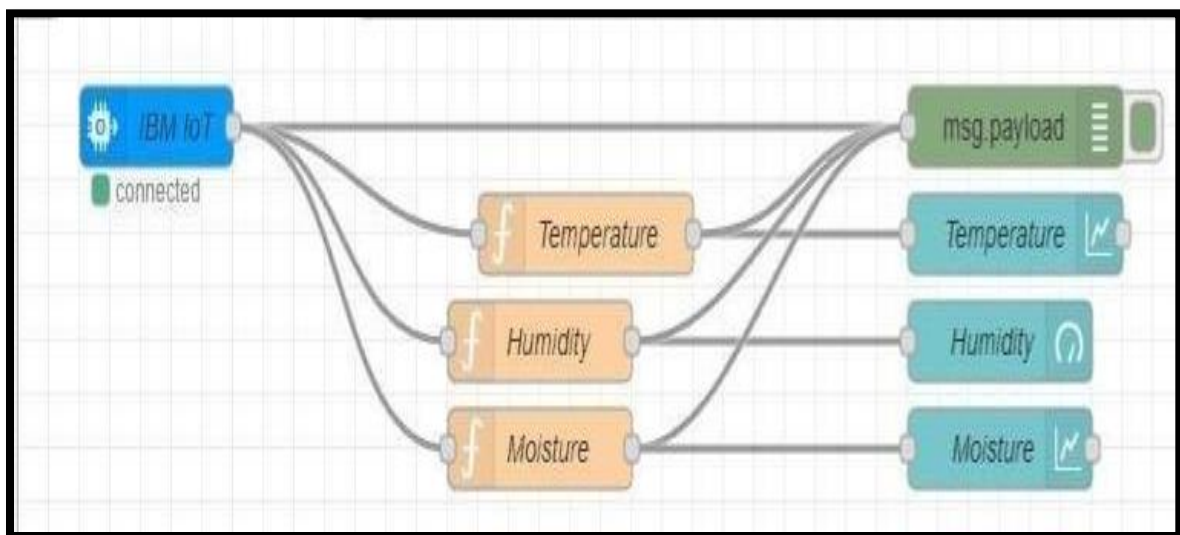 IBM IoT
msg.payload
connected
Temperature
Temperature
Humidity
Humidity
Moisture
Moisture